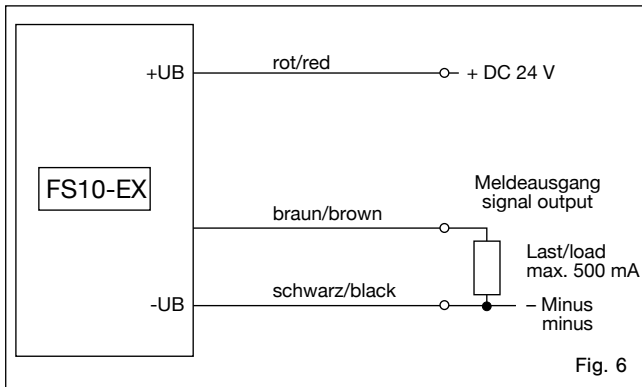 rot/red
+UB
+ DC 24 V
FS10-EX
Meldeausgang
signal output
braun/brown
Last/load
max. 500 mA
schwarz/black
-UB
– Minus
minus
Fig. 6